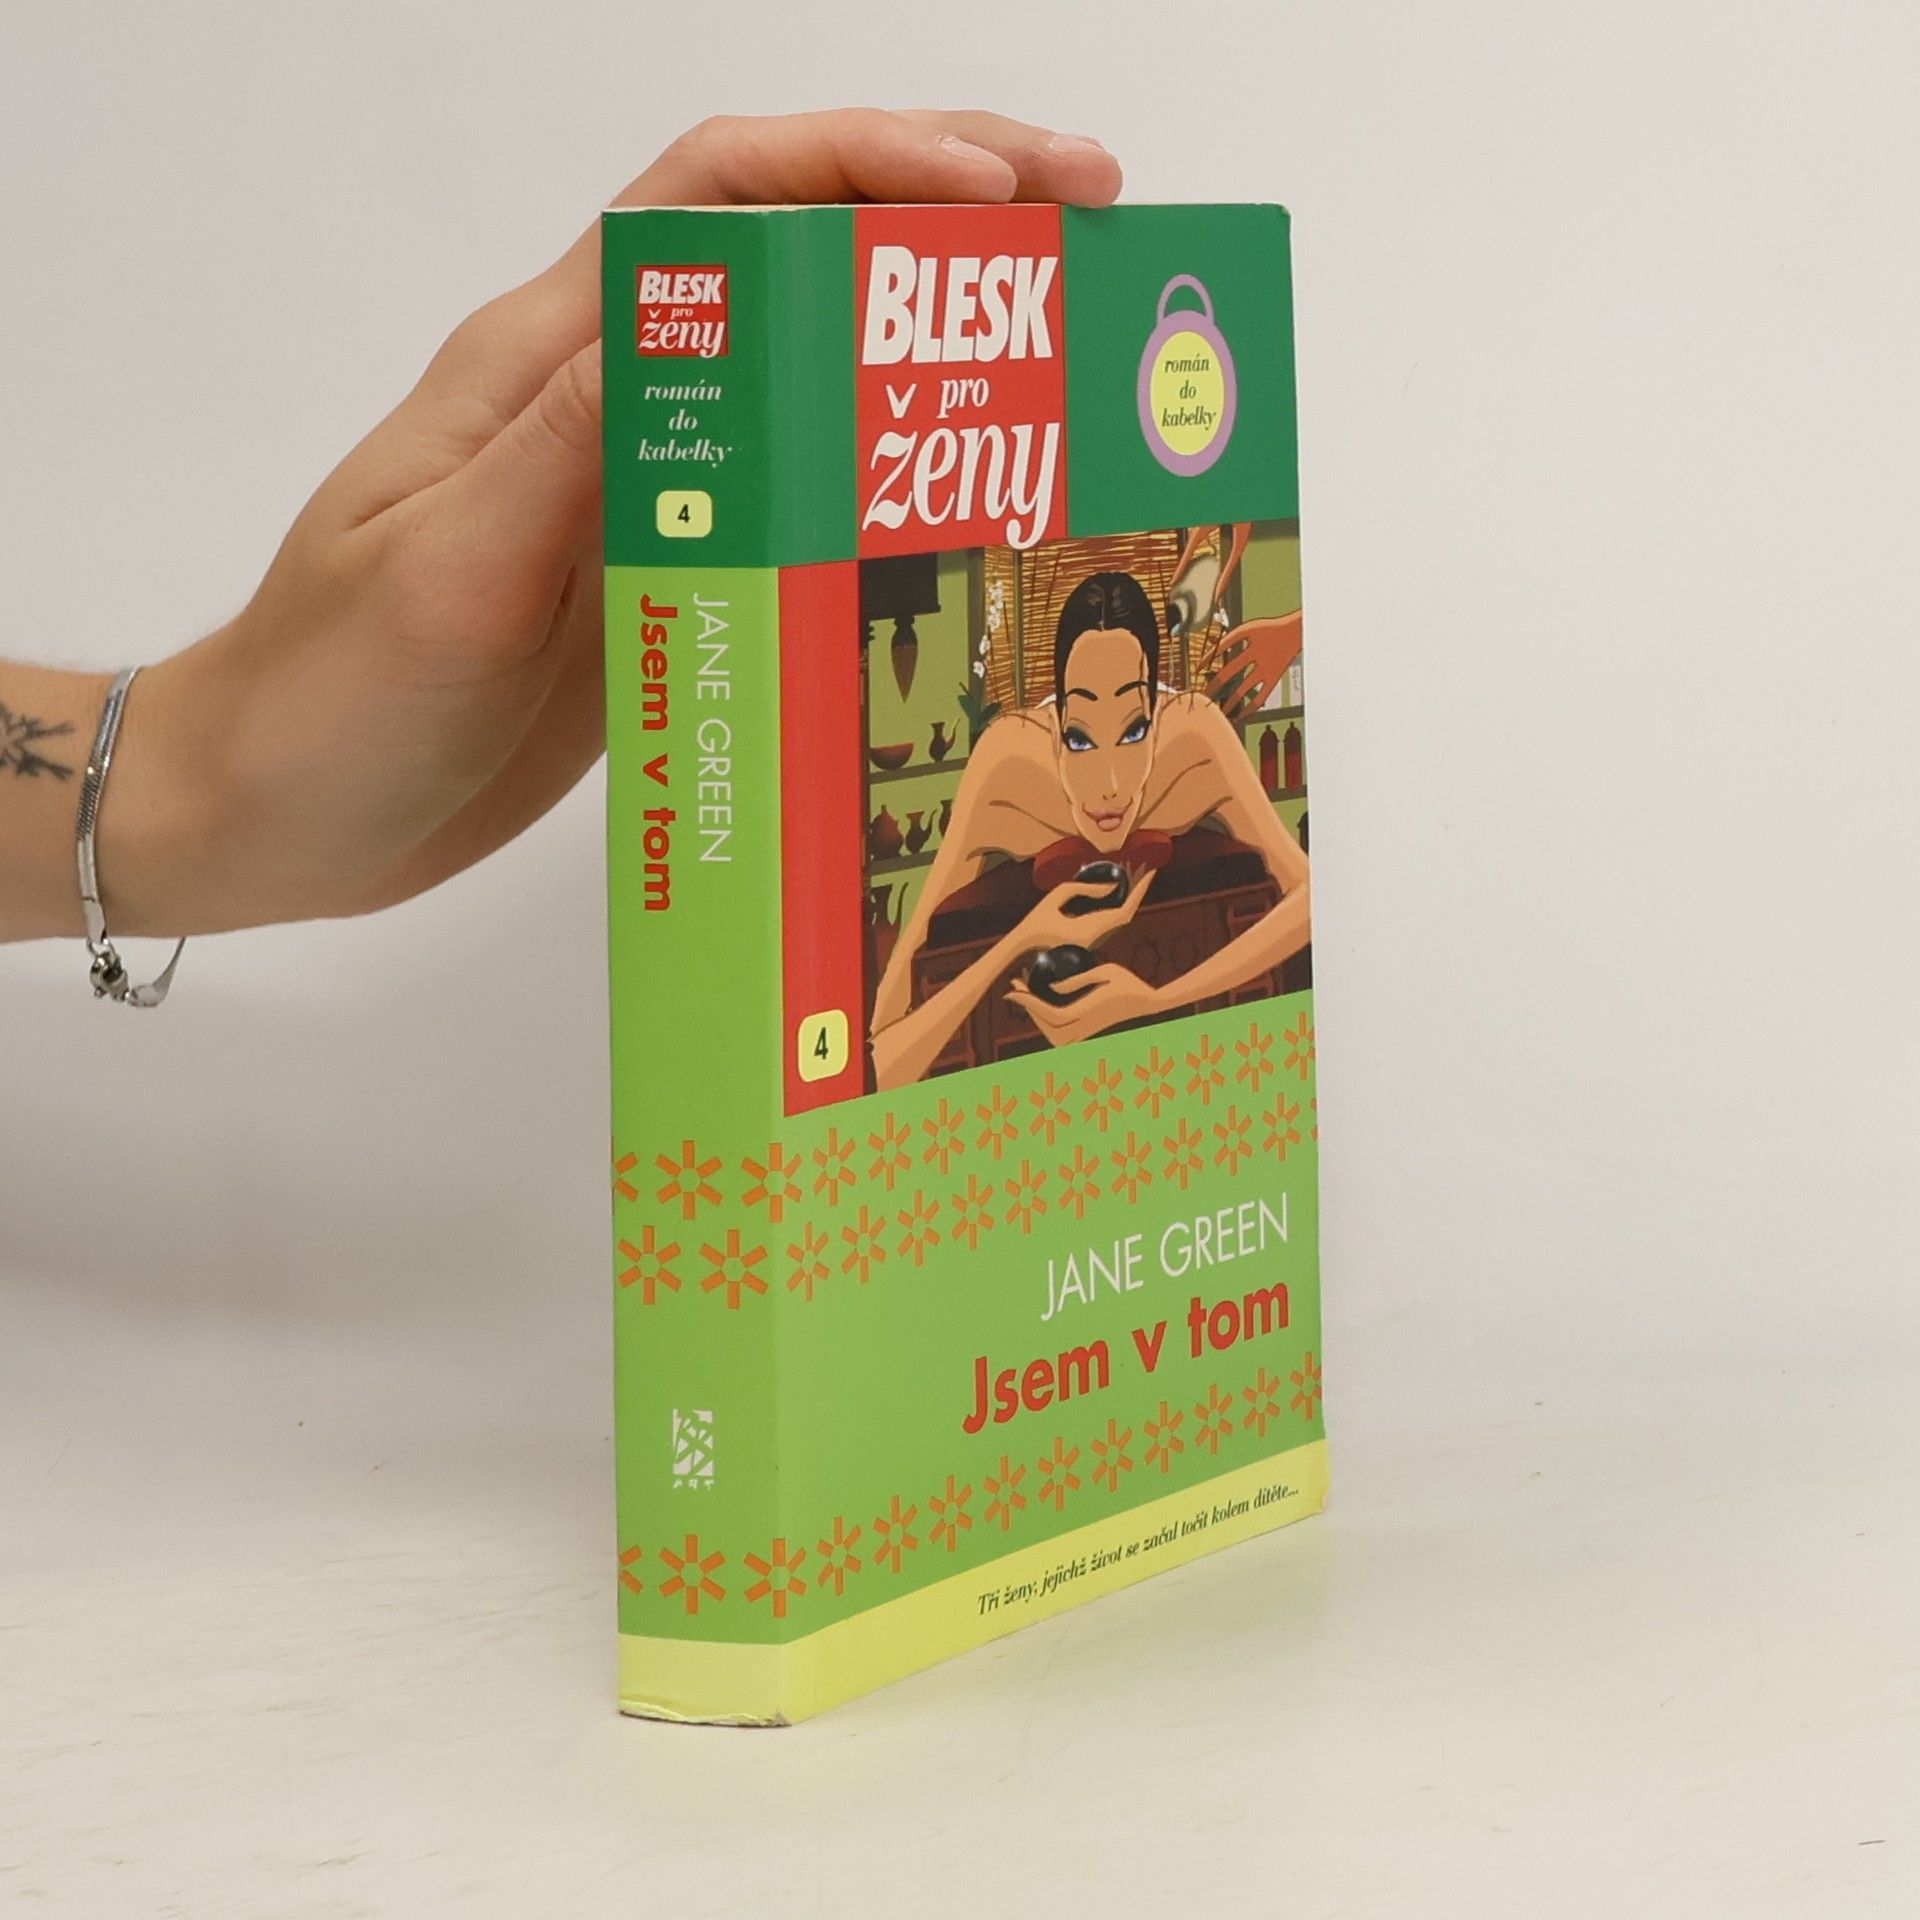 BLESK
pro
ženy
román
do
kabelky
4
JANE GREEN
Jsem v tom
ART
BLESK
pro
ženy
román
do
kabelky
4
JANE GREEN
Jsem v tom
Tři ženy, jejichž život se začal točit kolem dítěte...